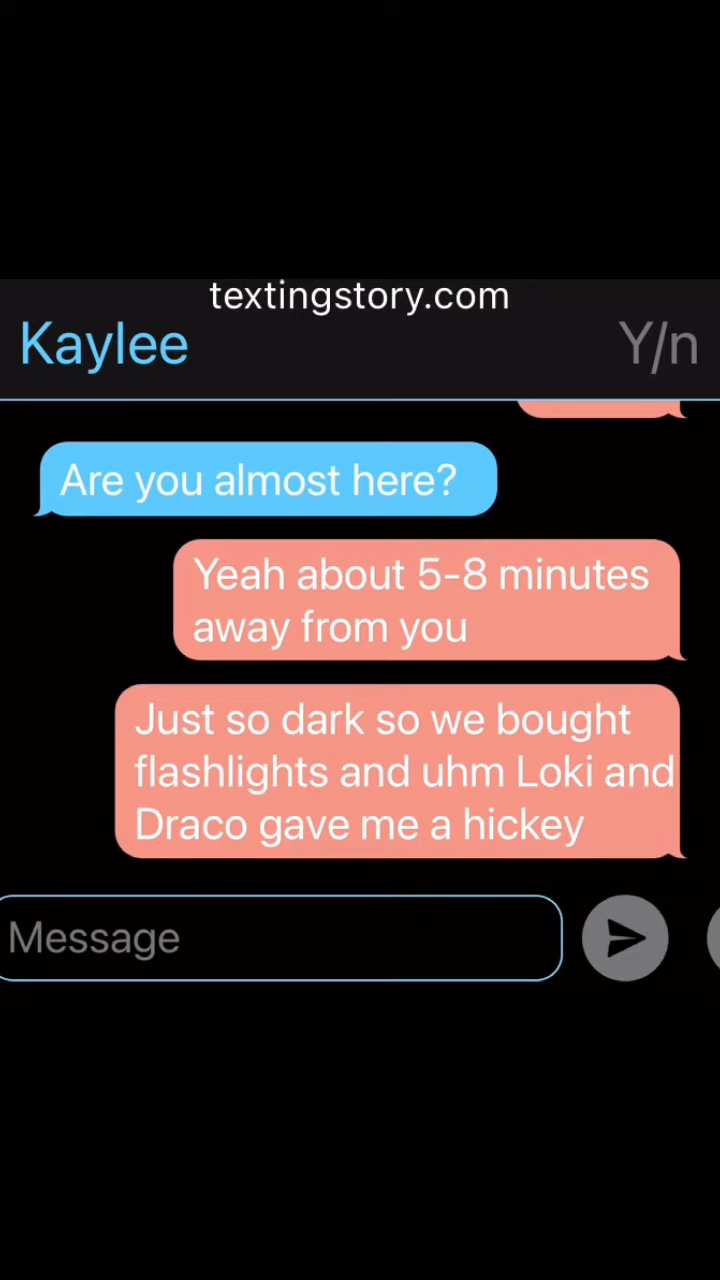 textingstory.com
Kaylee
Y/n
Are you almost here?
Yeah about 5-8 minutes
away from you
Just so dark so we bought
flashlights and uhm Loki and
Draco gave me a hickey
Message